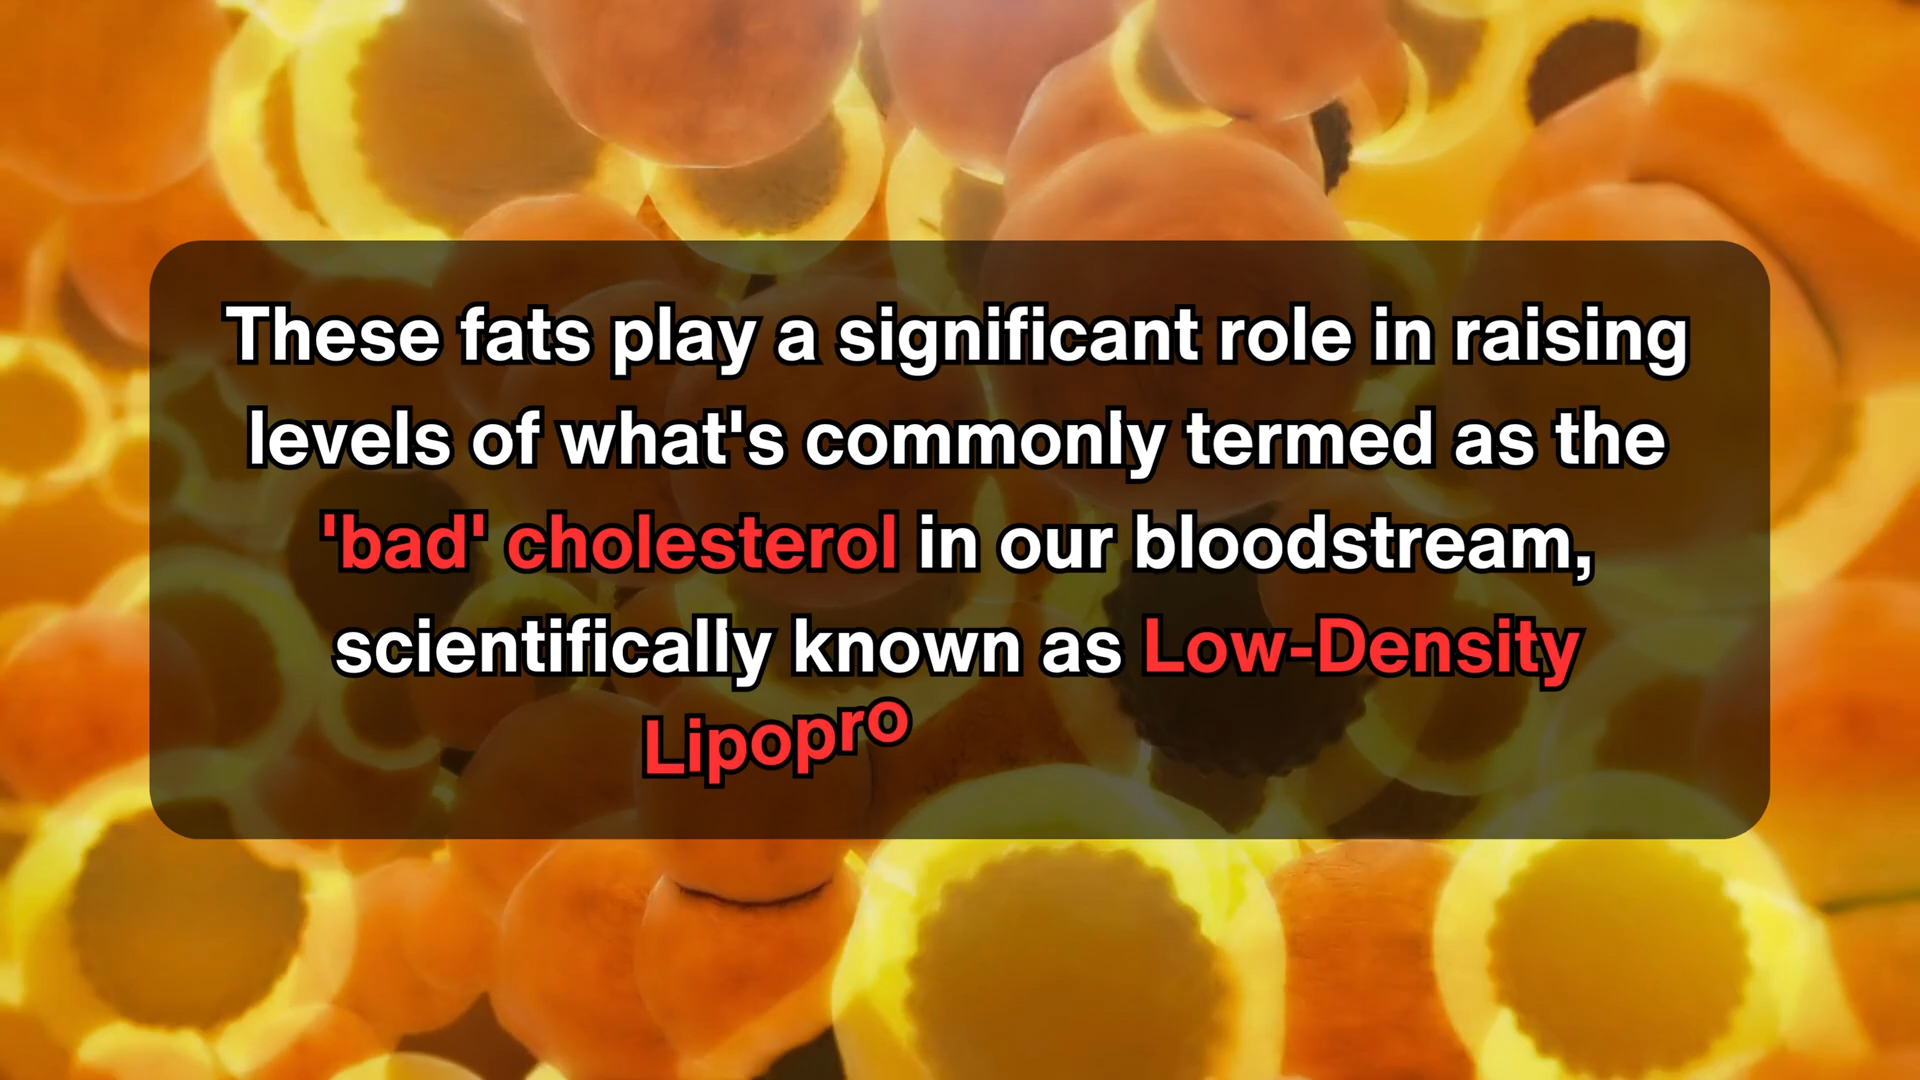 These fats play a significant role in raising
levels of what's commonly termed as the
'bad' cholesterol in our bloodstream,
scientifically known as Low-Density
Lipopro